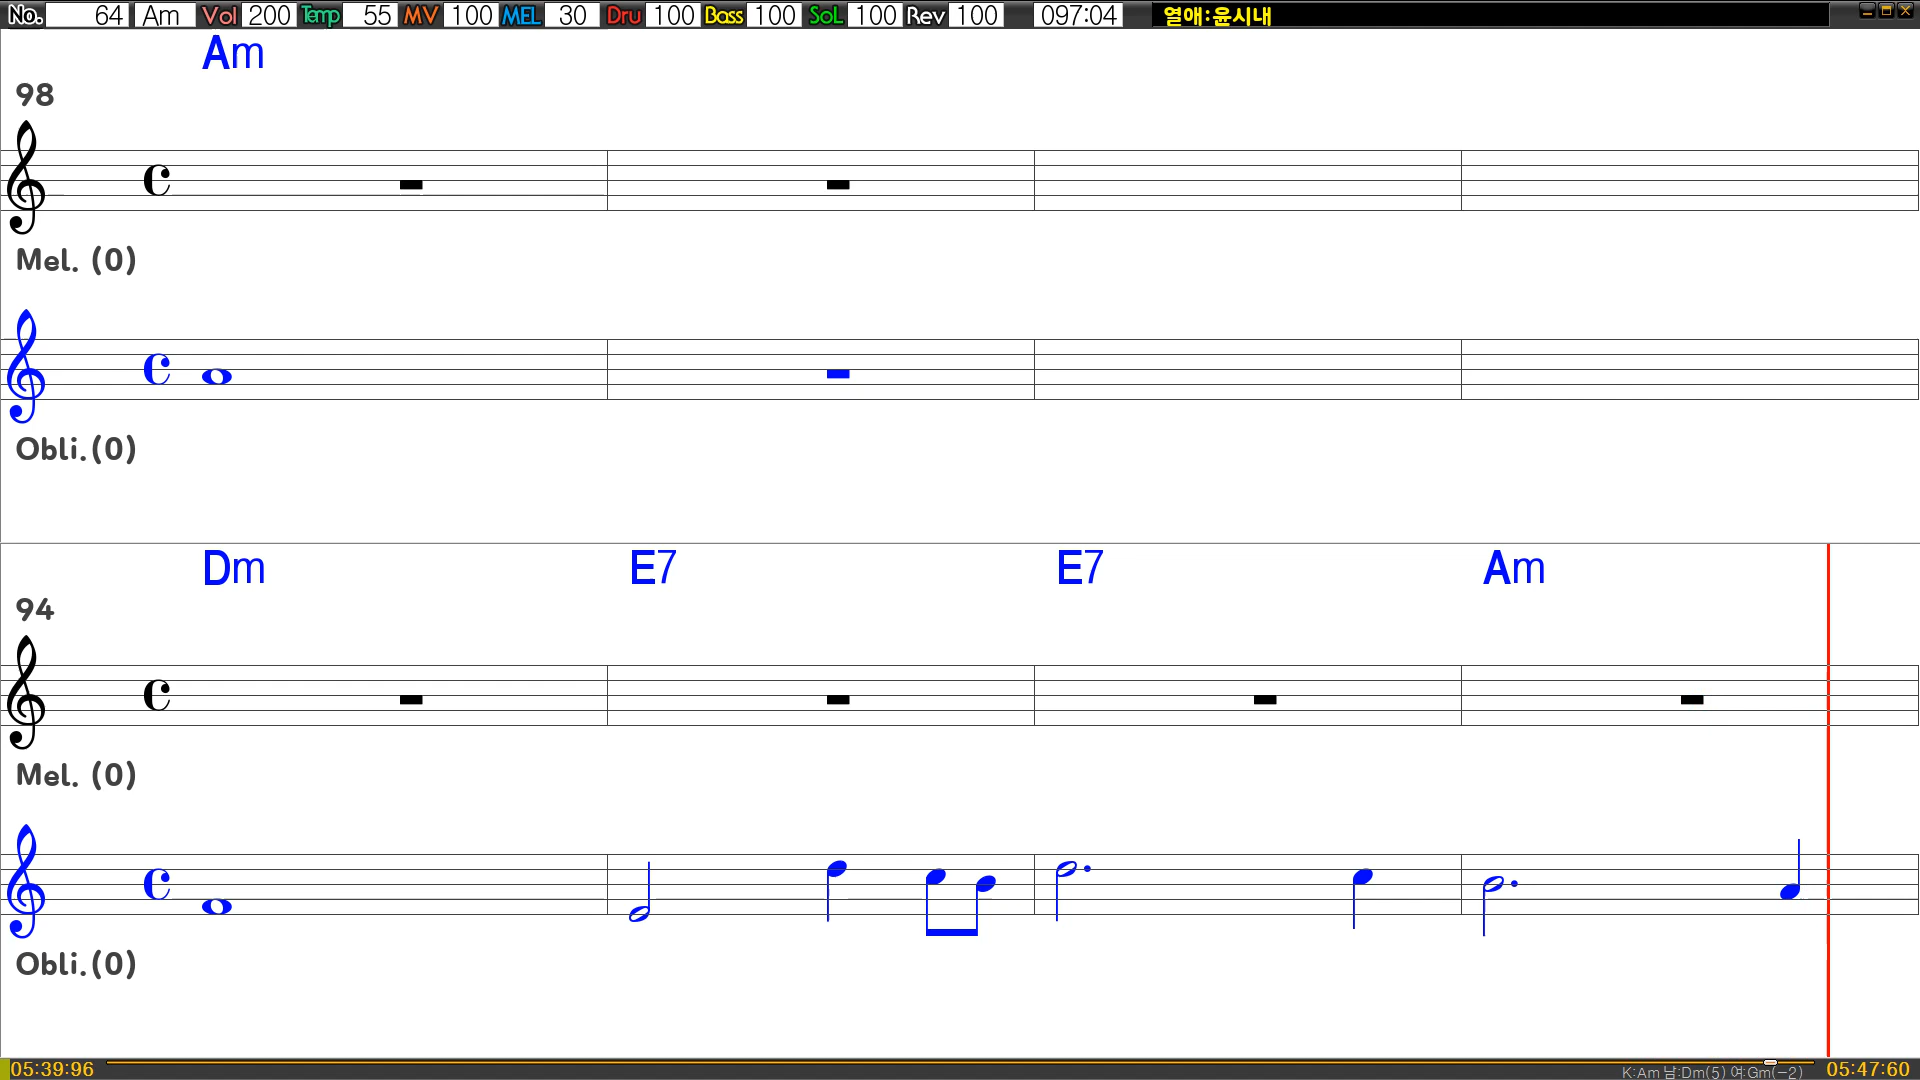 No. 64 Am Vol 200 Temp 55 MV 100 MEL 30 Dru 100 Bass 100 SoL 100 Rev 100 097:04 열애:윤시내
Am
98
Mel. (0)
Obli.(0)
Dm E7 E7 Am
94
Mel. (0)
Obli.(0)
K:Am 남:Dm(5) 여:Gm(-2)
05:39:96 05:47:60